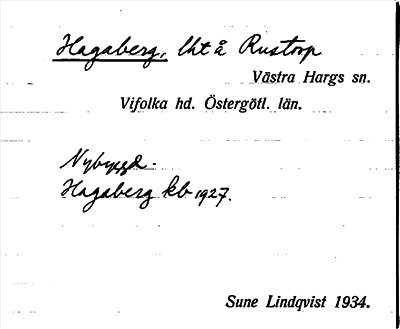 Hagaberg, lht å Rustorp
Västra Hargs sn.
Vifolka hd. Östergötl. län.
Nybyggd.
Hagaberg kb 1927.
Sune Lindqvist 1934.